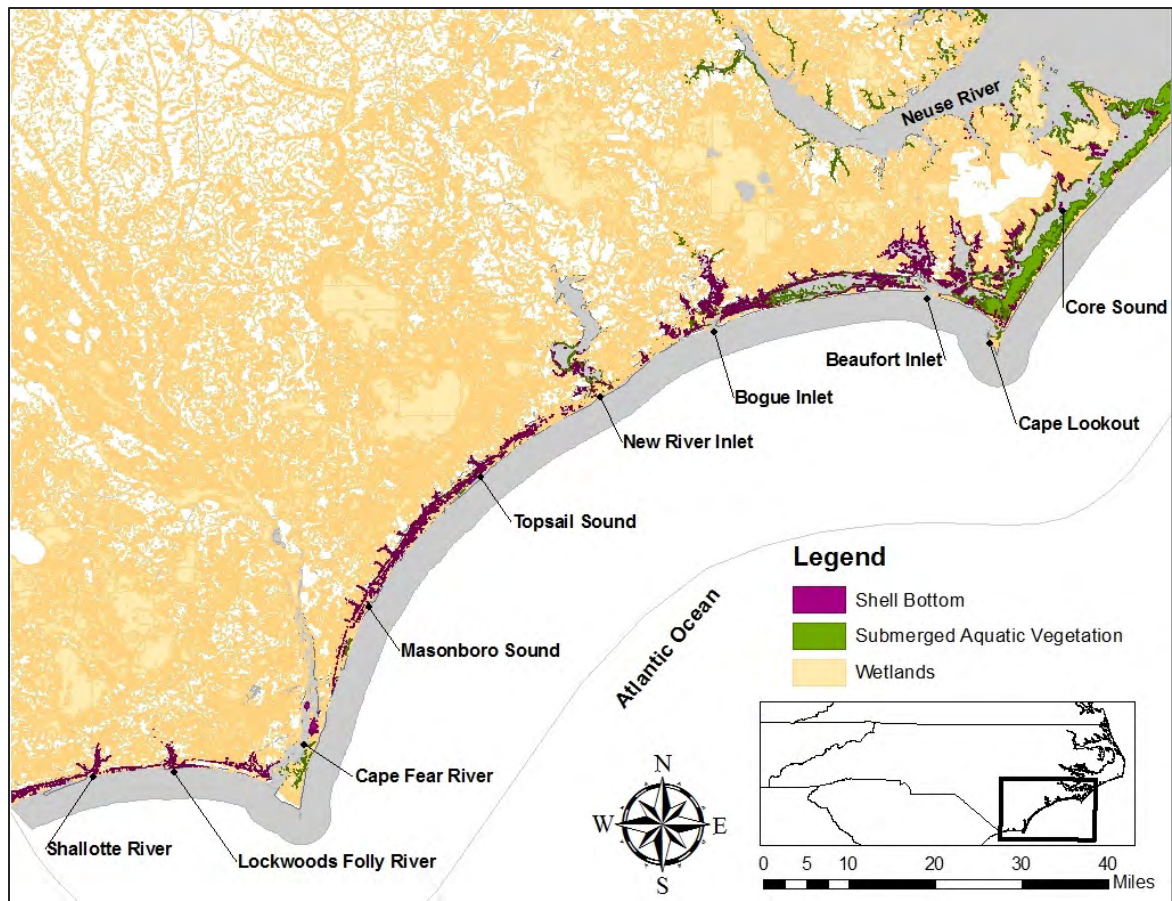 Neuse River
Core Sound
Beaufort Inlet
Bogue Inlet
Cape Lookout
New River Inlet
Topsail Sound
Masonboro Sound
Cape Fear River
Shallotte River
Lockwoods Folly River
Atlantic Ocean
Legend
Shell Bottom
Submerged Aquatic Vegetation
Wetlands
N
W E
S
0 5 10 20 30 40
Miles